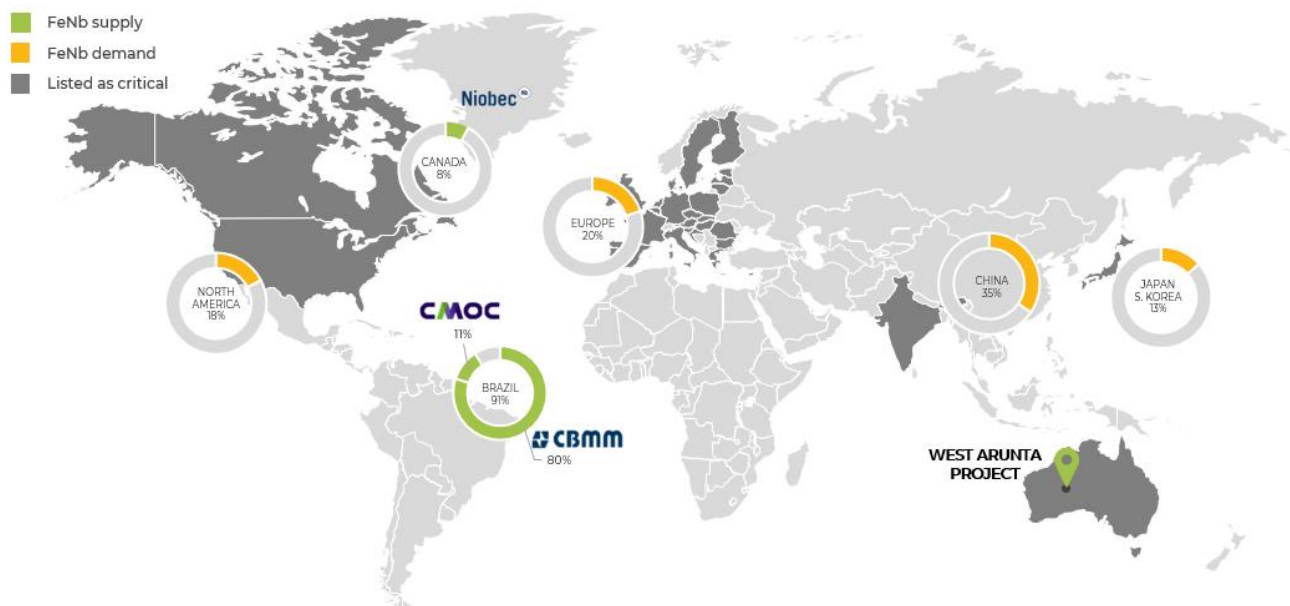 FeNb supply
FeNb demand
Listed as critical
Niobec
Nb
CANADA
8%
EUROPE
20%
NORTH
AMERICA
18%
CHINA
35%
JAPAN
S. KOREA
13%
CMOC
11%
BRAZIL
91%
CBMM
80%
WEST ARUNTA
PROJECT